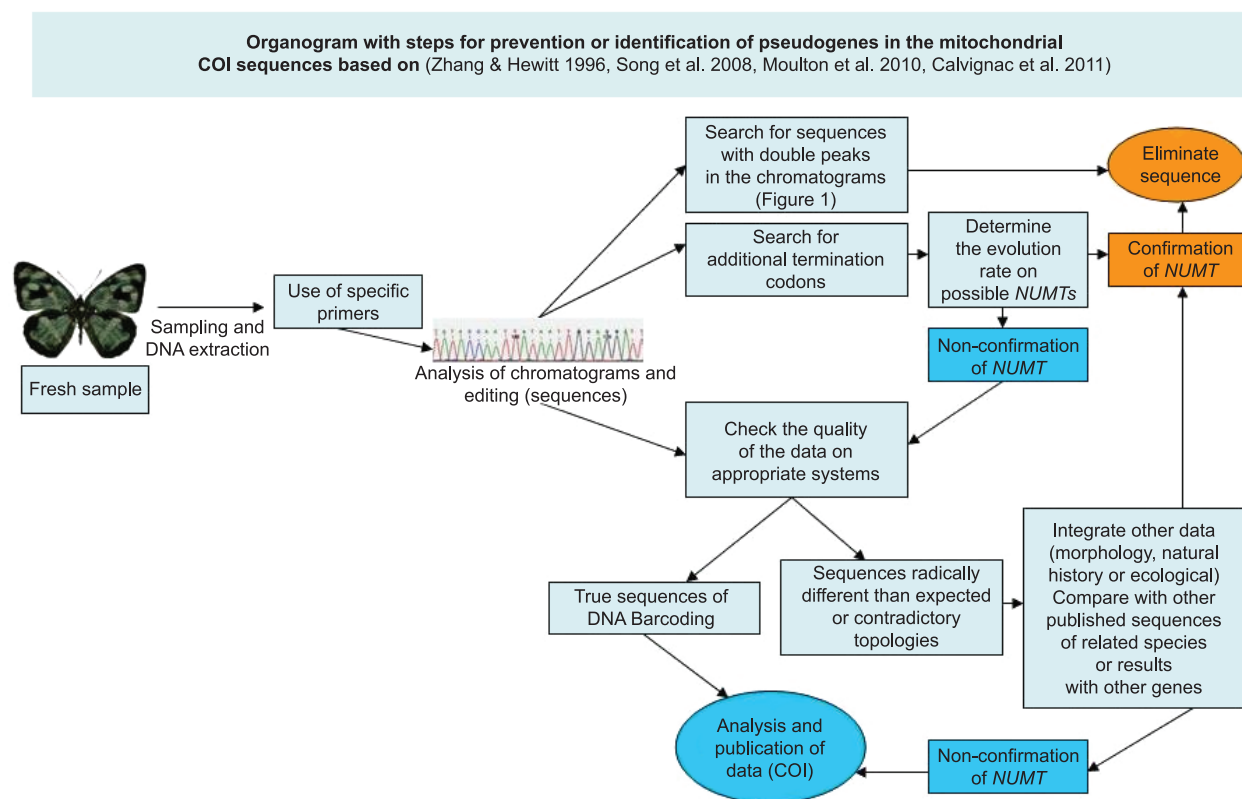 Organogram with steps for prevention or identification of pseudogenes in the mitochondrial
COI sequences based on (Zhang & Hewitt 1996, Song et al. 2008, Moulton et al. 2010, Calvignac et al. 2011)
Search for sequences
with double peaks
in the chromatograms
(Figure 1)
Eliminate
sequence
Search for
additional termination
codons
Determine
the evolution
rate on
possible NUMTs
Confirmation
of NUMT
Use of specific
primers
Sampling and
DNA extraction
Fresh sample
Analysis of chromatograms and
editing (sequences)
Non-confirmation
of NUMT
Check the quality
of the data on
appropriate systems
True sequences of
DNA Barcoding
Sequences radically
different than expected
or contradictory
topologies
Integrate other data
(morphology, natural
history or ecological)
Compare with other
published sequences
of related species
or results
with other genes
Analysis and
publication of
data (COI)
Non-confirmation
of NUMT